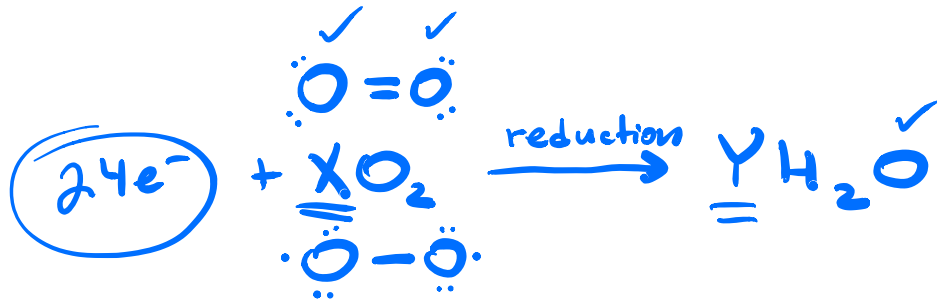 O = O
reduction
24e⁻ + XO₂ → YH₂O
O – O